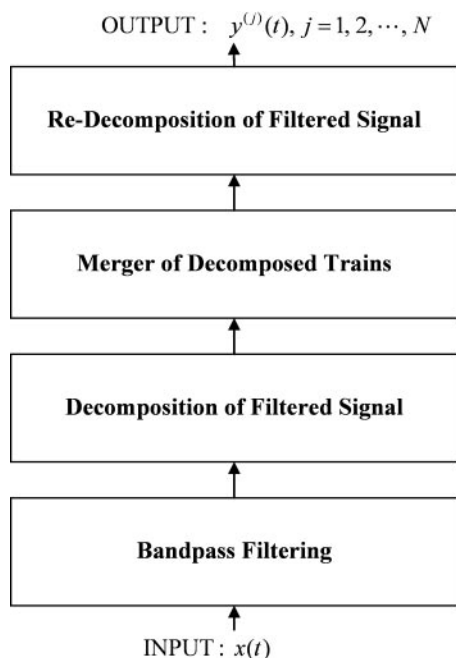 OUTPUT : y^{(j)}(t), j = 1, 2, ⋯, N
Re-Decomposition of Filtered Signal
Merger of Decomposed Trains
Decomposition of Filtered Signal
Bandpass Filtering
INPUT : x(t)